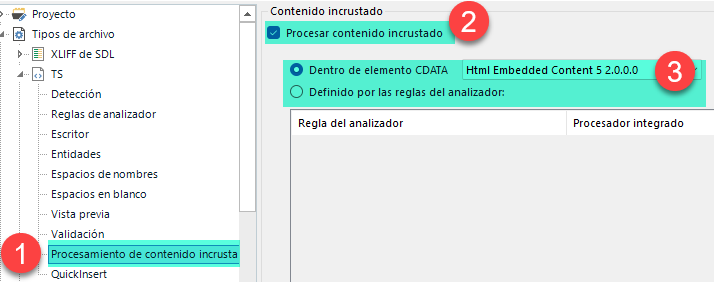 Proyecto
Tipos de archivo
XLIFF de SDL
TS
Detección
Reglas de analizador
Escritor
Entidades
Espacios de nombres
Espacios en blanco
Vista previa
Validación
1 Procesamiento de contenido incrusta
QuickInsert
Contenido incrustado
Procesar contenido incrustado 2
Dentro de elemento CDATA Html Embedded Content 5 2.0.0.0 3
Definido por las reglas del analizador:
Regla del analizador Procesador integrado